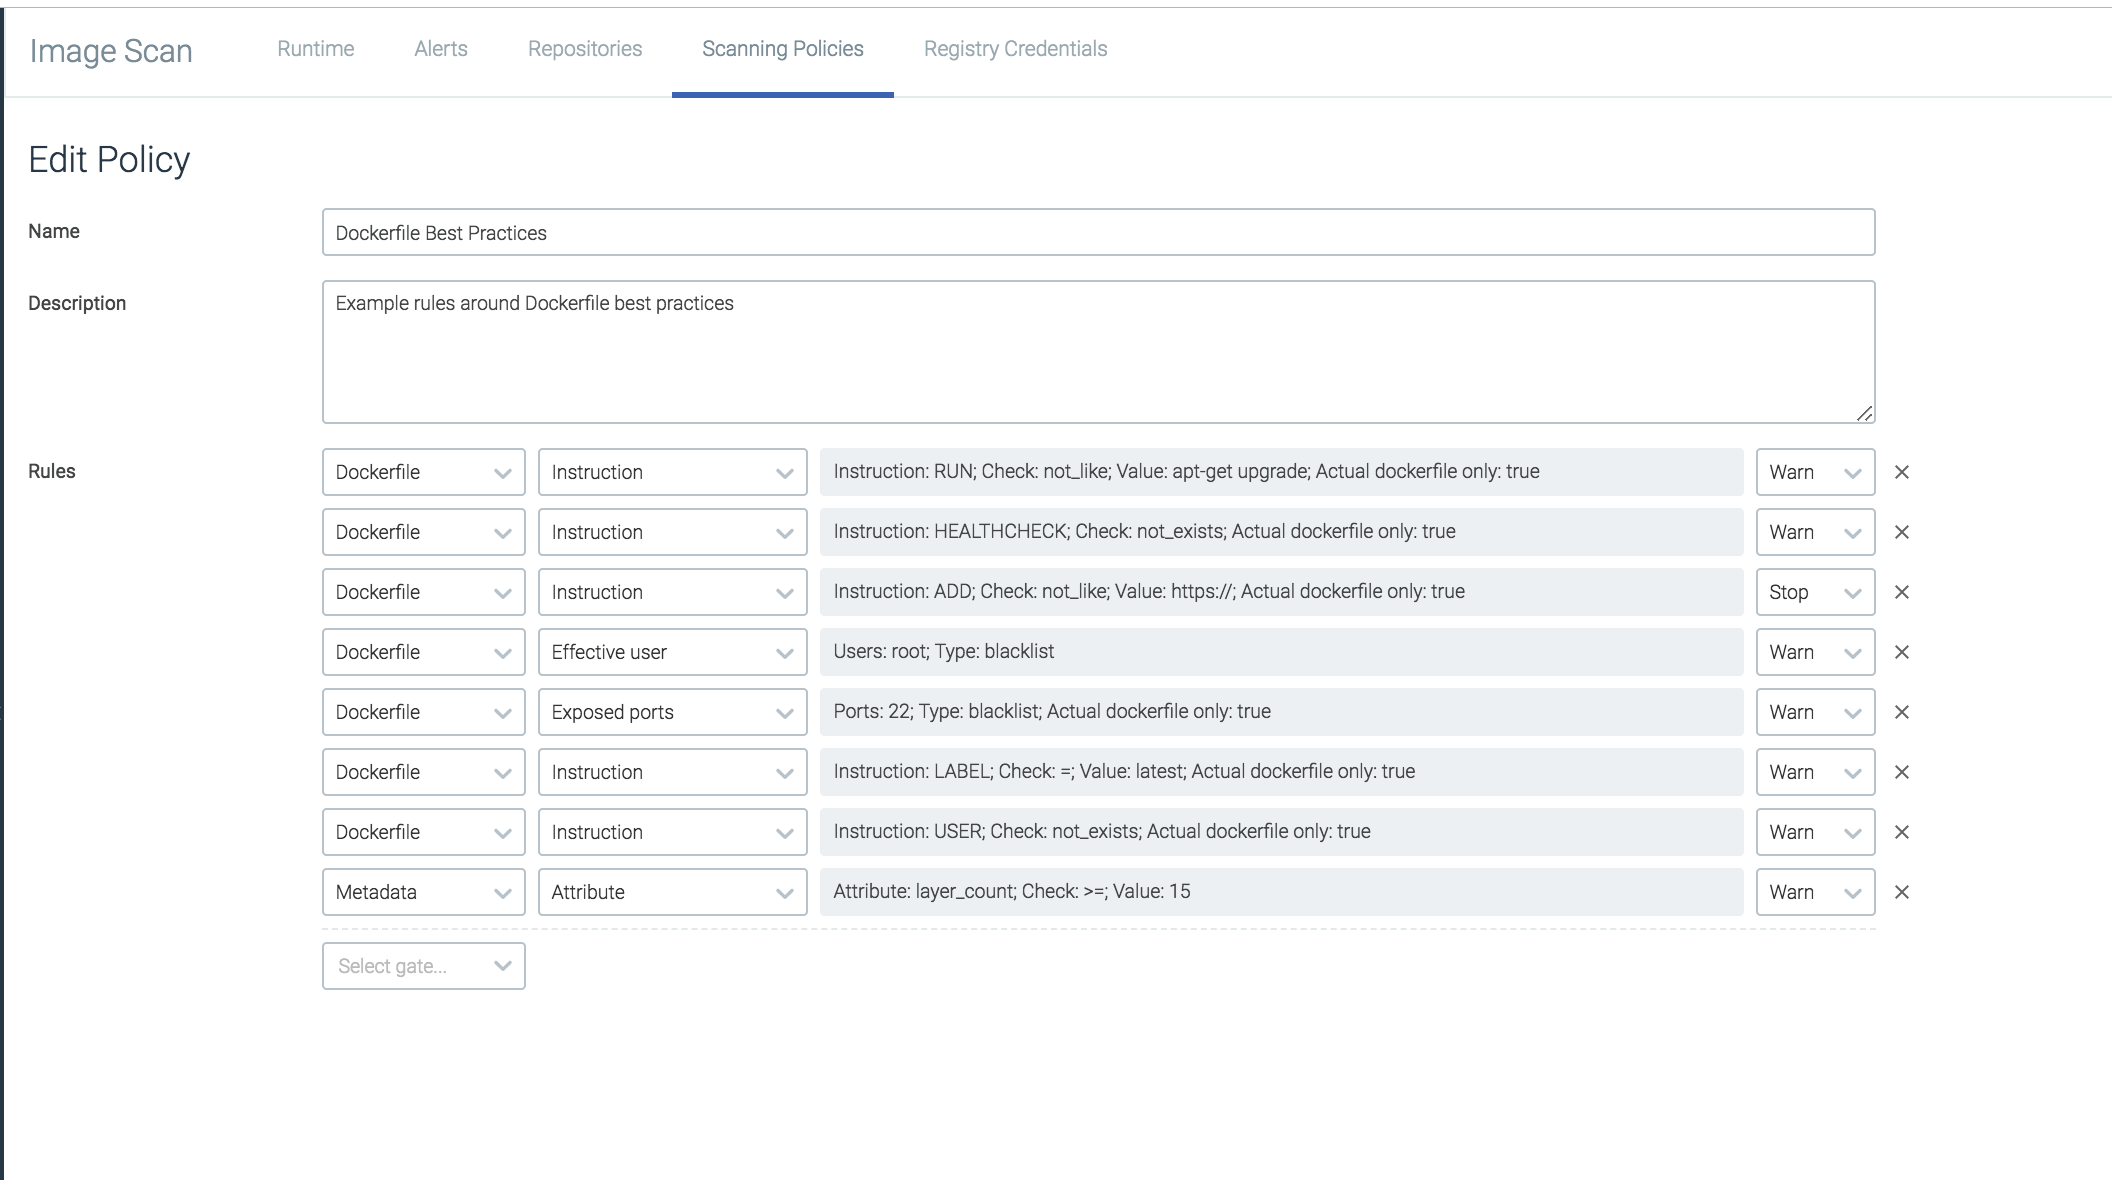 Image Scan Runtime Alerts Repositories Scanning Policies Registry Credentials
Edit Policy
Name Dockerfile Best Practices
Description Example rules around Dockerfile best practices
Rules Dockerfile Instruction Instruction: RUN; Check: not_like; Value: apt-get upgrade; Actual dockerfile only: true Warn
Dockerfile Instruction Instruction: HEALTHCHECK; Check: not_exists; Actual dockerfile only: true Warn
Dockerfile Instruction Instruction: ADD; Check: not_like; Value: https://; Actual dockerfile only: true Stop
Dockerfile Effective user Users: root; Type: blacklist Warn
Dockerfile Exposed ports Ports: 22; Type: blacklist; Actual dockerfile only: true Warn
Dockerfile Instruction Instruction: LABEL; Check: =; Value: latest; Actual dockerfile only: true Warn
Dockerfile Instruction Instruction: USER; Check: not_exists; Actual dockerfile only: true Warn
Metadata Attribute Attribute: layer_count; Check: >=; Value: 15 Warn
Select gate...